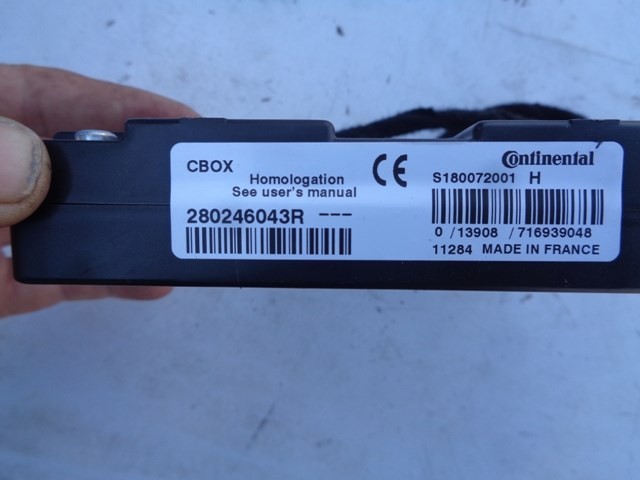 CBOX
Homologation
See user's manual
280246043R ---
CE
Continental
S180072001 H
0 /13908 /716939048
11284 MADE IN FRANCE